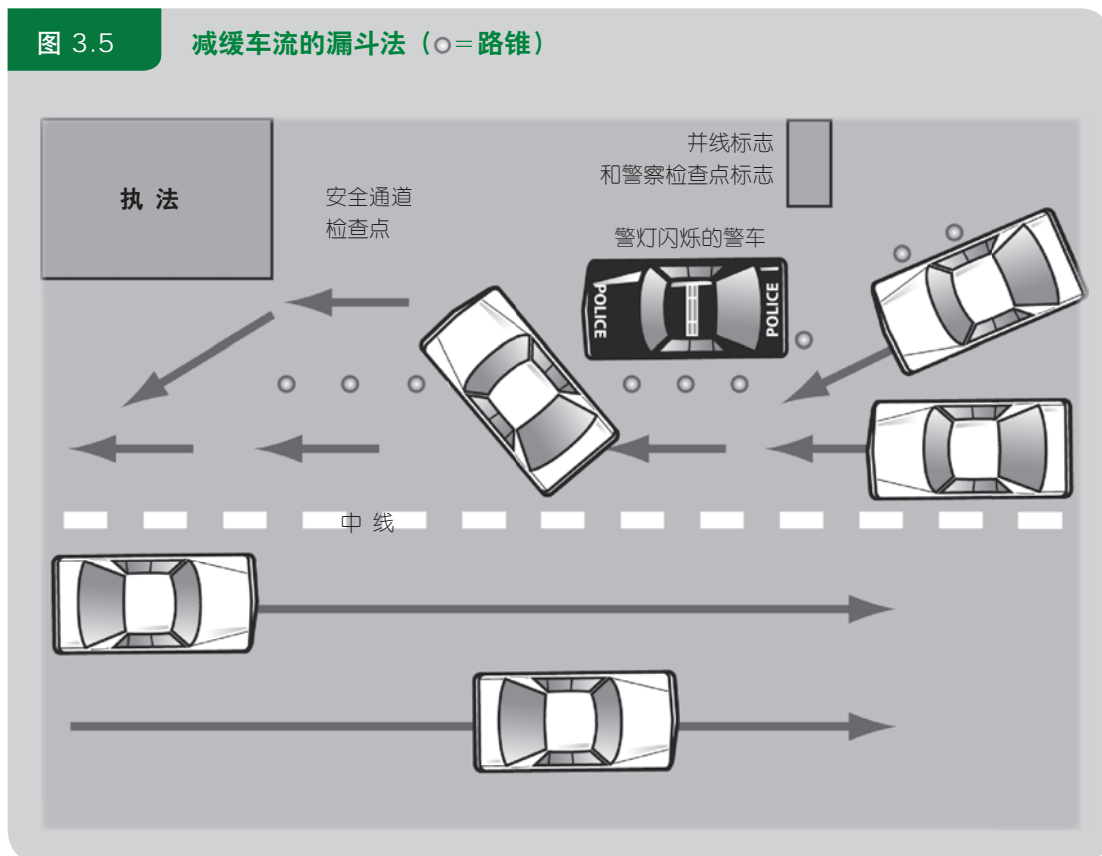 图 3.5
减缓车流的漏斗法（○=路锥）
并线标志
和警察检查点标志
执 法
安全通道
检查点
警灯闪烁的警车
POLICE
POLICE
中 线